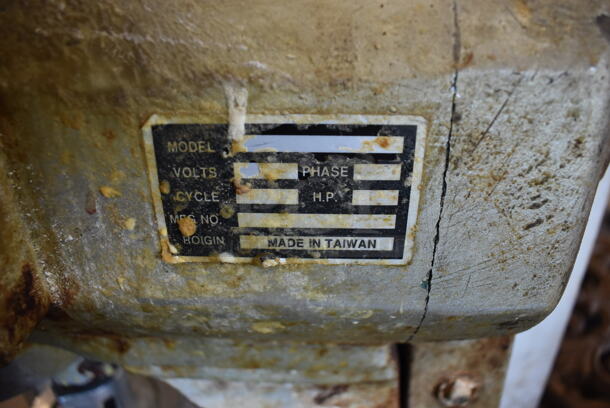 MODEL
VOLTS PHASE
CYCLE H.P.
MFG NO.
ROIGIN MADE IN TAIWAN